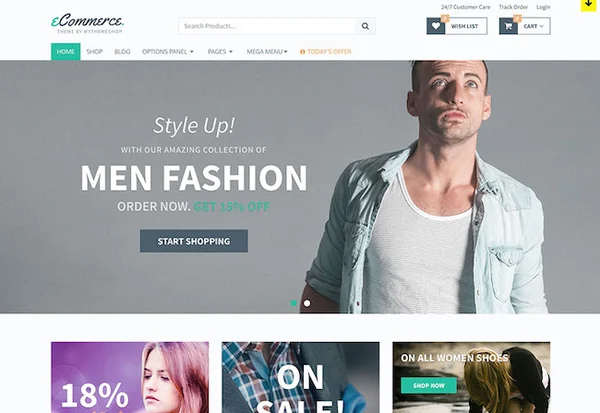 24/7 Customer Care Track Order Login
eCommerce.
THEME BY MYTHEMESHOP
Search Products...
WISH LIST
CART
HOME SHOP BLOG OPTIONS PANEL PAGES MEGA MENU TODAY'S OFFER
Style Up!
WITH OUR AMAZING COLLECTION OF
MEN FASHION
ORDER NOW. GET 15% OFF
START SHOPPING
18%
ON
SALE!
ON ALL WOMEN SHOES
SHOP NOW